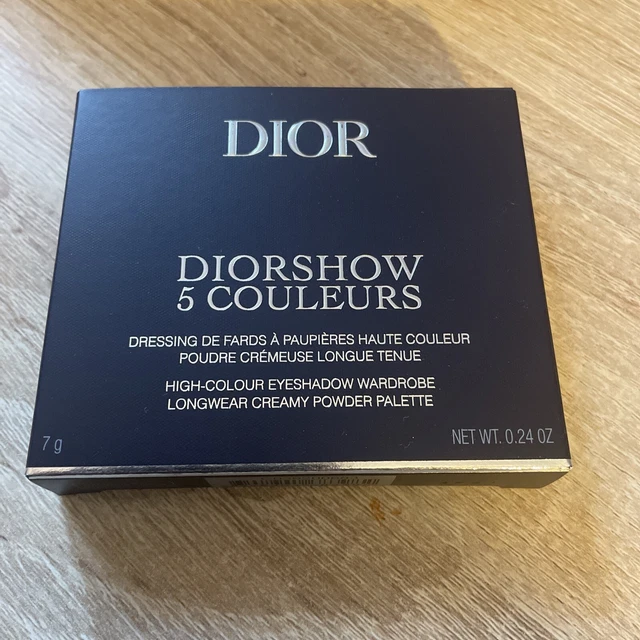 DIOR
DIORSHOW
5 COULEURS
DRESSING DE FARDS À PAUPIÈRES HAUTE COULEUR
POUDRE CRÉMEUSE LONGUE TENUE
HIGH-COLOUR EYESHADOW WARDROBE
LONGWEAR CREAMY POWDER PALETTE
7 g
NET WT. 0.24 OZ